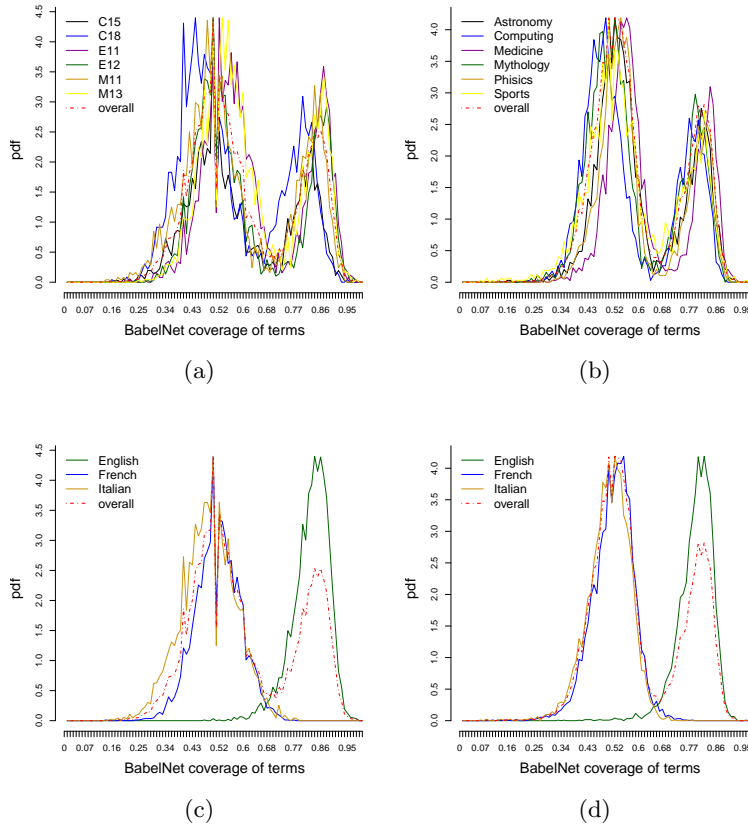 C15
C18
E11
E12
M11
M13
overall
pdf
0.0 0.5 1.0 1.5 2.0 2.5 3.0 3.5 4.0 4.5
0 0.07 0.16 0.25 0.34 0.43 0.52 0.6 0.68 0.77 0.86 0.95
BabelNet coverage of terms
(a)
Astronomy
Computing
Medicine
Mythology
Phisics
Sports
overall
pdf
0.0 0.5 1.0 1.5 2.0 2.5 3.0 3.5 4.0
0 0.07 0.16 0.25 0.34 0.43 0.52 0.6 0.68 0.77 0.86 0.95
BabelNet coverage of terms
(b)
English
French
Italian
overall
pdf
0.0 0.5 1.0 1.5 2.0 2.5 3.0 3.5 4.0 4.5
0 0.07 0.16 0.25 0.34 0.43 0.52 0.6 0.68 0.77 0.86 0.95
BabelNet coverage of terms
(c)
English
French
Italian
overall
pdf
0.0 0.5 1.0 1.5 2.0 2.5 3.0 3.5 4.0
0 0.07 0.16 0.25 0.34 0.43 0.52 0.6 0.68 0.77 0.86 0.95
BabelNet coverage of terms
(d)